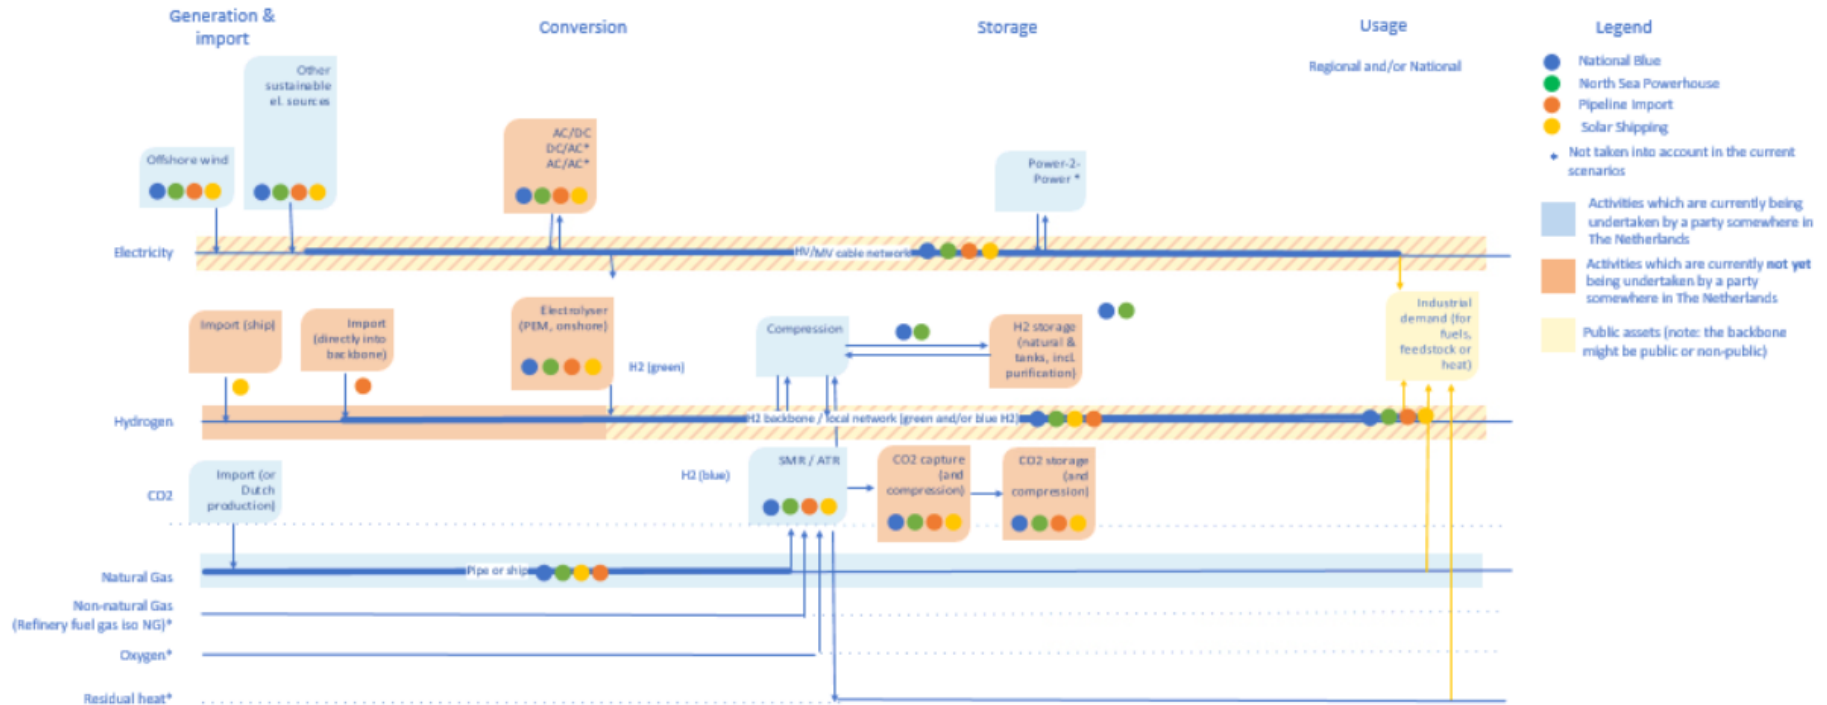 Generation &
import
Conversion
Storage
Usage
Legend
Regional and/or National
National Blue
North Sea Powerhouse
Pipeline Import
Solar Shipping
Not taken into account in the current
scenarios
Activities which are currently being
undertaken by a party somewhere in
The Netherlands
Activities which are currently not yet
being undertaken by a party
somewhere in The Netherlands
Public assets (note: the backbone
might be public or non-public)
Other
sustainable
el. sources
Offshore wind
AC/DC
DC/AC*
AC/AC*
Power-2-
Power *
Electricity
HV/MV cable network
Import (ship)
Import
(directly into
backbone)
Electrolyser
(PEM, onshore)
H2 (green)
Compression
H2 storage
(natural &
tanks, incl.
purification)
Industrial
demand (for
fuels,
feedstock or
heat)
Hydrogen
H2 backbone / local network (green and/or blue H2)
CO2
Import (or
Dutch
production)
H2 (blue)
SMR / ATR
CO2 capture
(and
compression)
CO2 storage
(and
compression)
Natural Gas
Pipe or ship
Non-natural Gas
(Refinery fuel gas iso NG)*
Oxygen*
Residual heat*